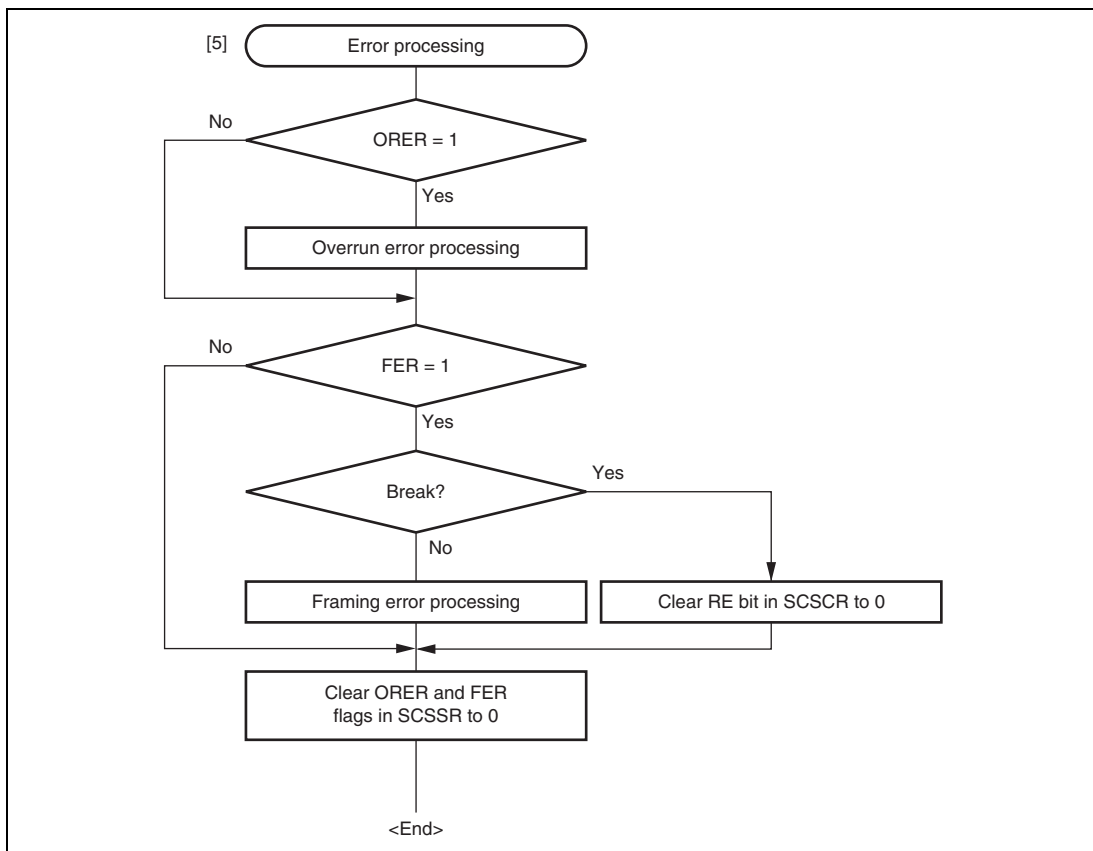 [5]
Error processing
No
ORER = 1
Yes
Overrun error processing
No
FER = 1
Yes
Yes
Break?
No
Framing error processing
Clear RE bit in SCSCR to 0
Clear ORER and FER
flags in SCSSR to 0
<End>